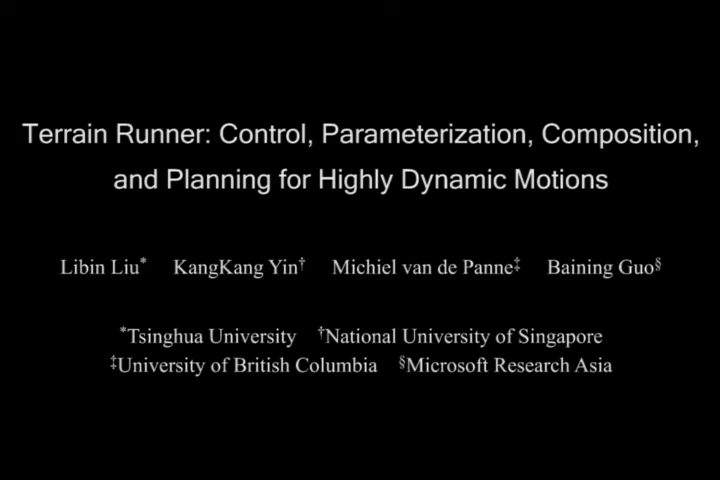 Terrain Runner: Control, Parameterization, Composition,
and Planning for Highly Dynamic Motions
Libin Liu* KangKang Yin† Michiel van de Panne‡ Baining Guo§
*Tsinghua University †National University of Singapore
‡University of British Columbia §Microsoft Research Asia